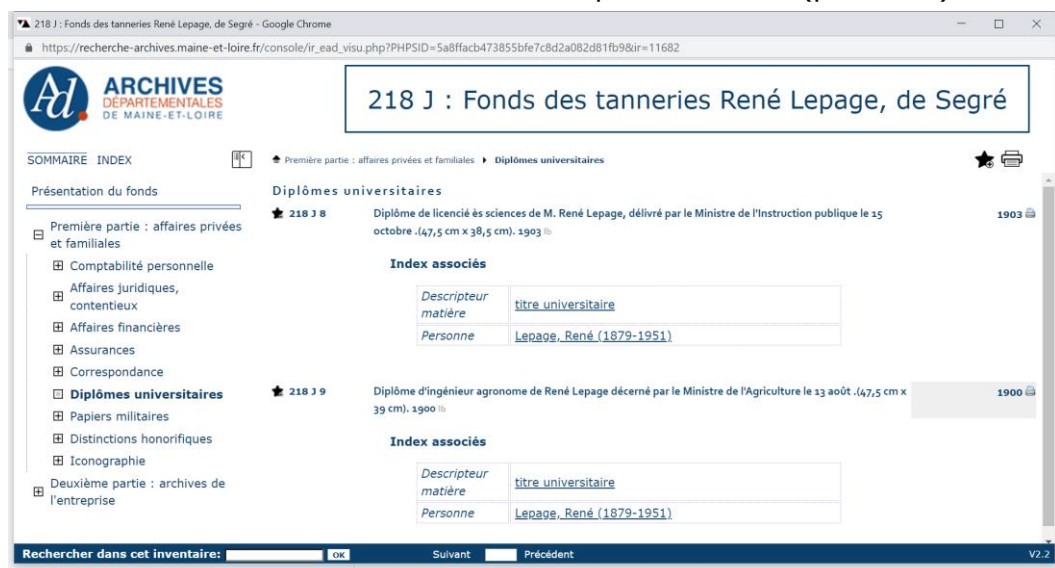 218 J : Fonds des tanneries René Lepage, de Segré - Google Chrome
https://recherche-archives.maine-et-loire.fr/console/ir_ead_visu.php?PHPSID=5a8ffacb473855bfe7c8d2a082d81fb9&ir=11682
Ad
ARCHIVES
DÉPARTEMENTALES
DE MAINE-ET-LOIRE
218 J : Fonds des tanneries René Lepage, de Segré
SOMMAIRE INDEX
Première partie : affaires privées et familiales Diplômes universitaires
Présentation du fonds
Première partie : affaires privées
et familiales
Comptabilité personnelle
Affaires juridiques,
contentieux
Affaires financières
Assurances
Correspondance
Diplômes universitaires
Papiers militaires
Distinctions honorifiques
Iconographie
Deuxième partie : archives de
l'entreprise
Diplômes universitaires
218 J 8 Diplôme de licencié ès sciences de M. René Lepage, délivré par le Ministre de l'Instruction publique le 15 1903
octobre .(47,5 cm x 38,5 cm). 1903
Index associés
Descripteur
matière
titre universitaire
Personne Lepage, René (1879-1951)
218 J 9 Diplôme d'ingénieur agronome de René Lepage décerné par le Ministre de l'Agriculture le 13 août .(47,5 cm x 1900
39 cm). 1900
Index associés
Descripteur
matière
titre universitaire
Personne Lepage, René (1879-1951)
Rechercher dans cet inventaire: OK Suivant Précédent V2.2